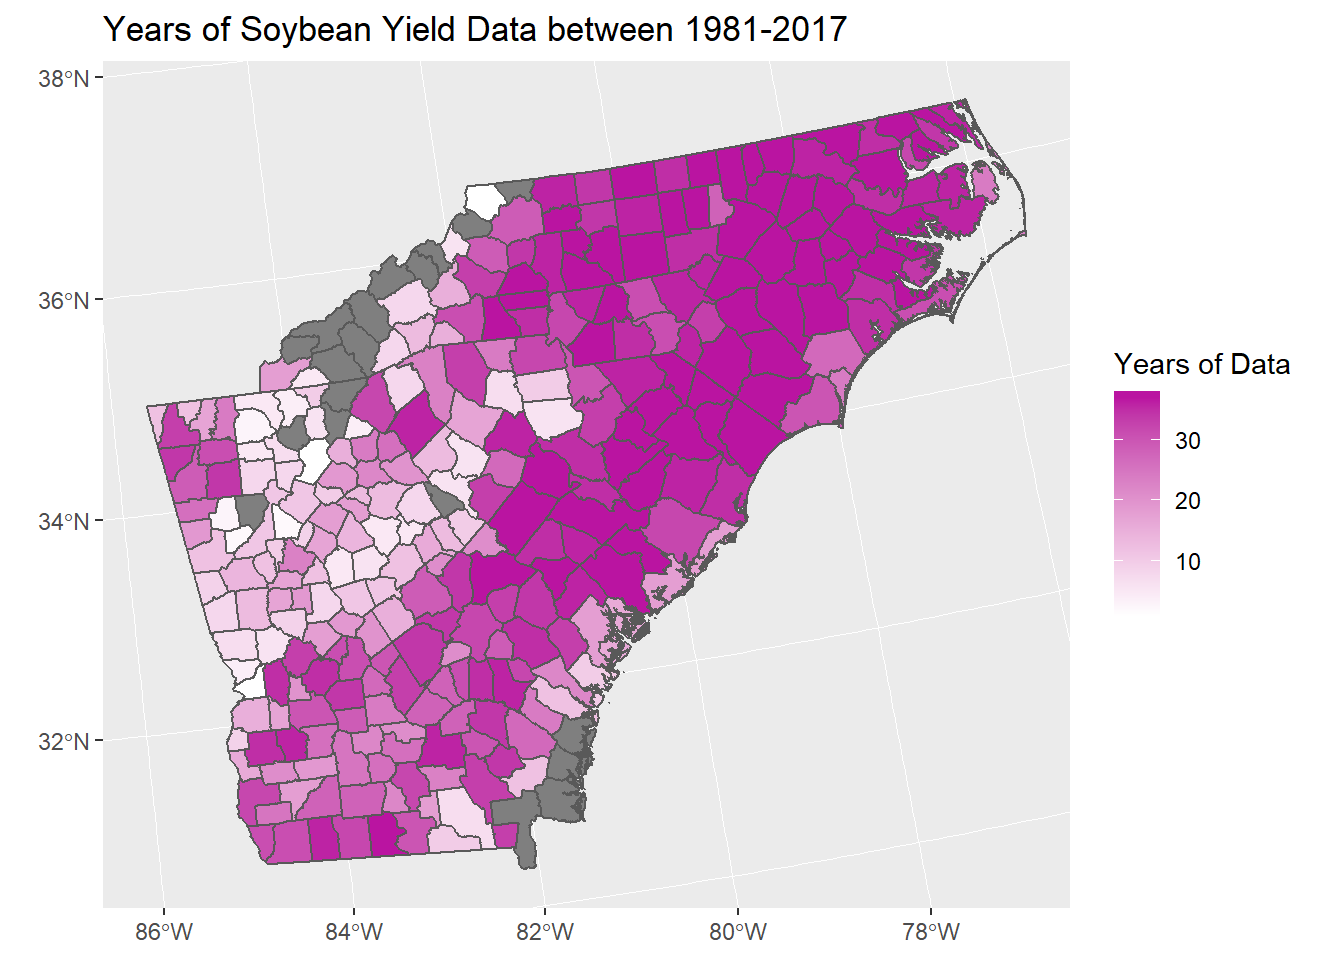 Years of Soybean Yield Data between 1981-2017
38°N
36°N
34°N
32°N
86°W
84°W
82°W
80°W
78°W
Years of Data
30
20
10